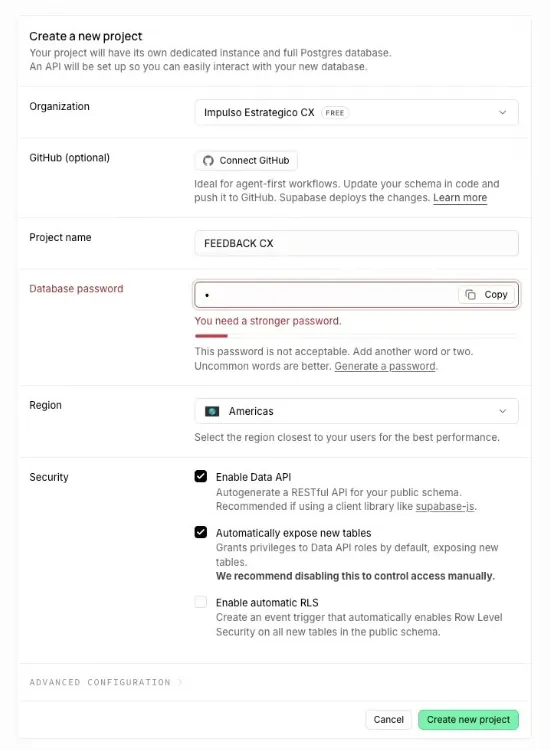 Create a new project
Your project will have its own dedicated instance and full Postgres database.
An API will be set up so you can easily interact with your new database.
Organization
Impulso Estrategico CX FREE
GitHub (optional)
Connect GitHub
Ideal for agent-first workflows. Update your schema in code and
push it to GitHub. Supabase deploys the changes. Learn more
Project name
FEEDBACK CX
Database password
•
Copy
You need a stronger password.
This password is not acceptable. Add another word or two.
Uncommon words are better. Generate a password.
Region
Americas
Select the region closest to your users for the best performance.
Security
Enable Data API
Autogenerate a RESTful API for your public schema.
Recommended if using a client library like supabase-js.
Automatically expose new tables
Grants privileges to Data API roles by default, exposing new
tables.
We recommend disabling this to control access manually.
Enable automatic RLS
Create an event trigger that automatically enables Row Level
Security on all new tables in the public schema.
ADVANCED CONFIGURATION
Cancel
Create new project